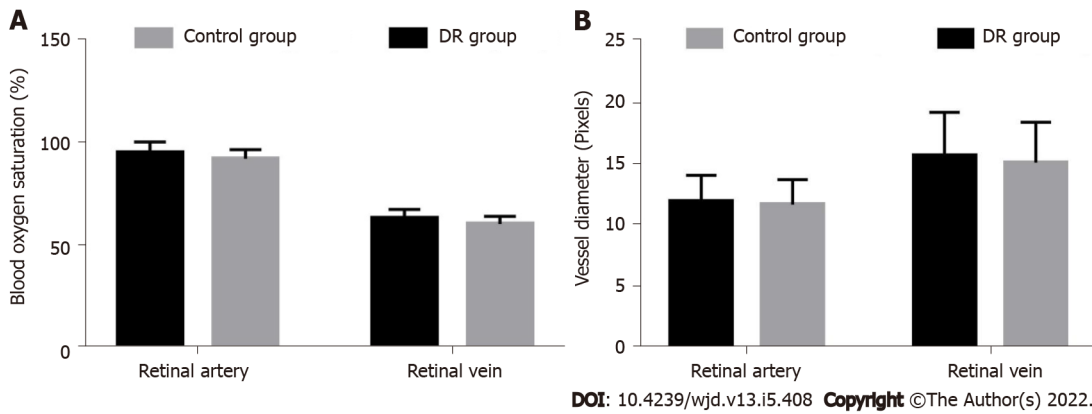 A
Control group DR group
Blood oxygen saturation (%)
150
100
50
0
Retinal artery Retinal vein
B
Control group DR group
Vessel diameter (Pixels)
25
20
15
10
5
0
Retinal artery Retinal vein
DOI: 10.4239/wjd.v13.i5.408 Copyright ©The Author(s) 2022.